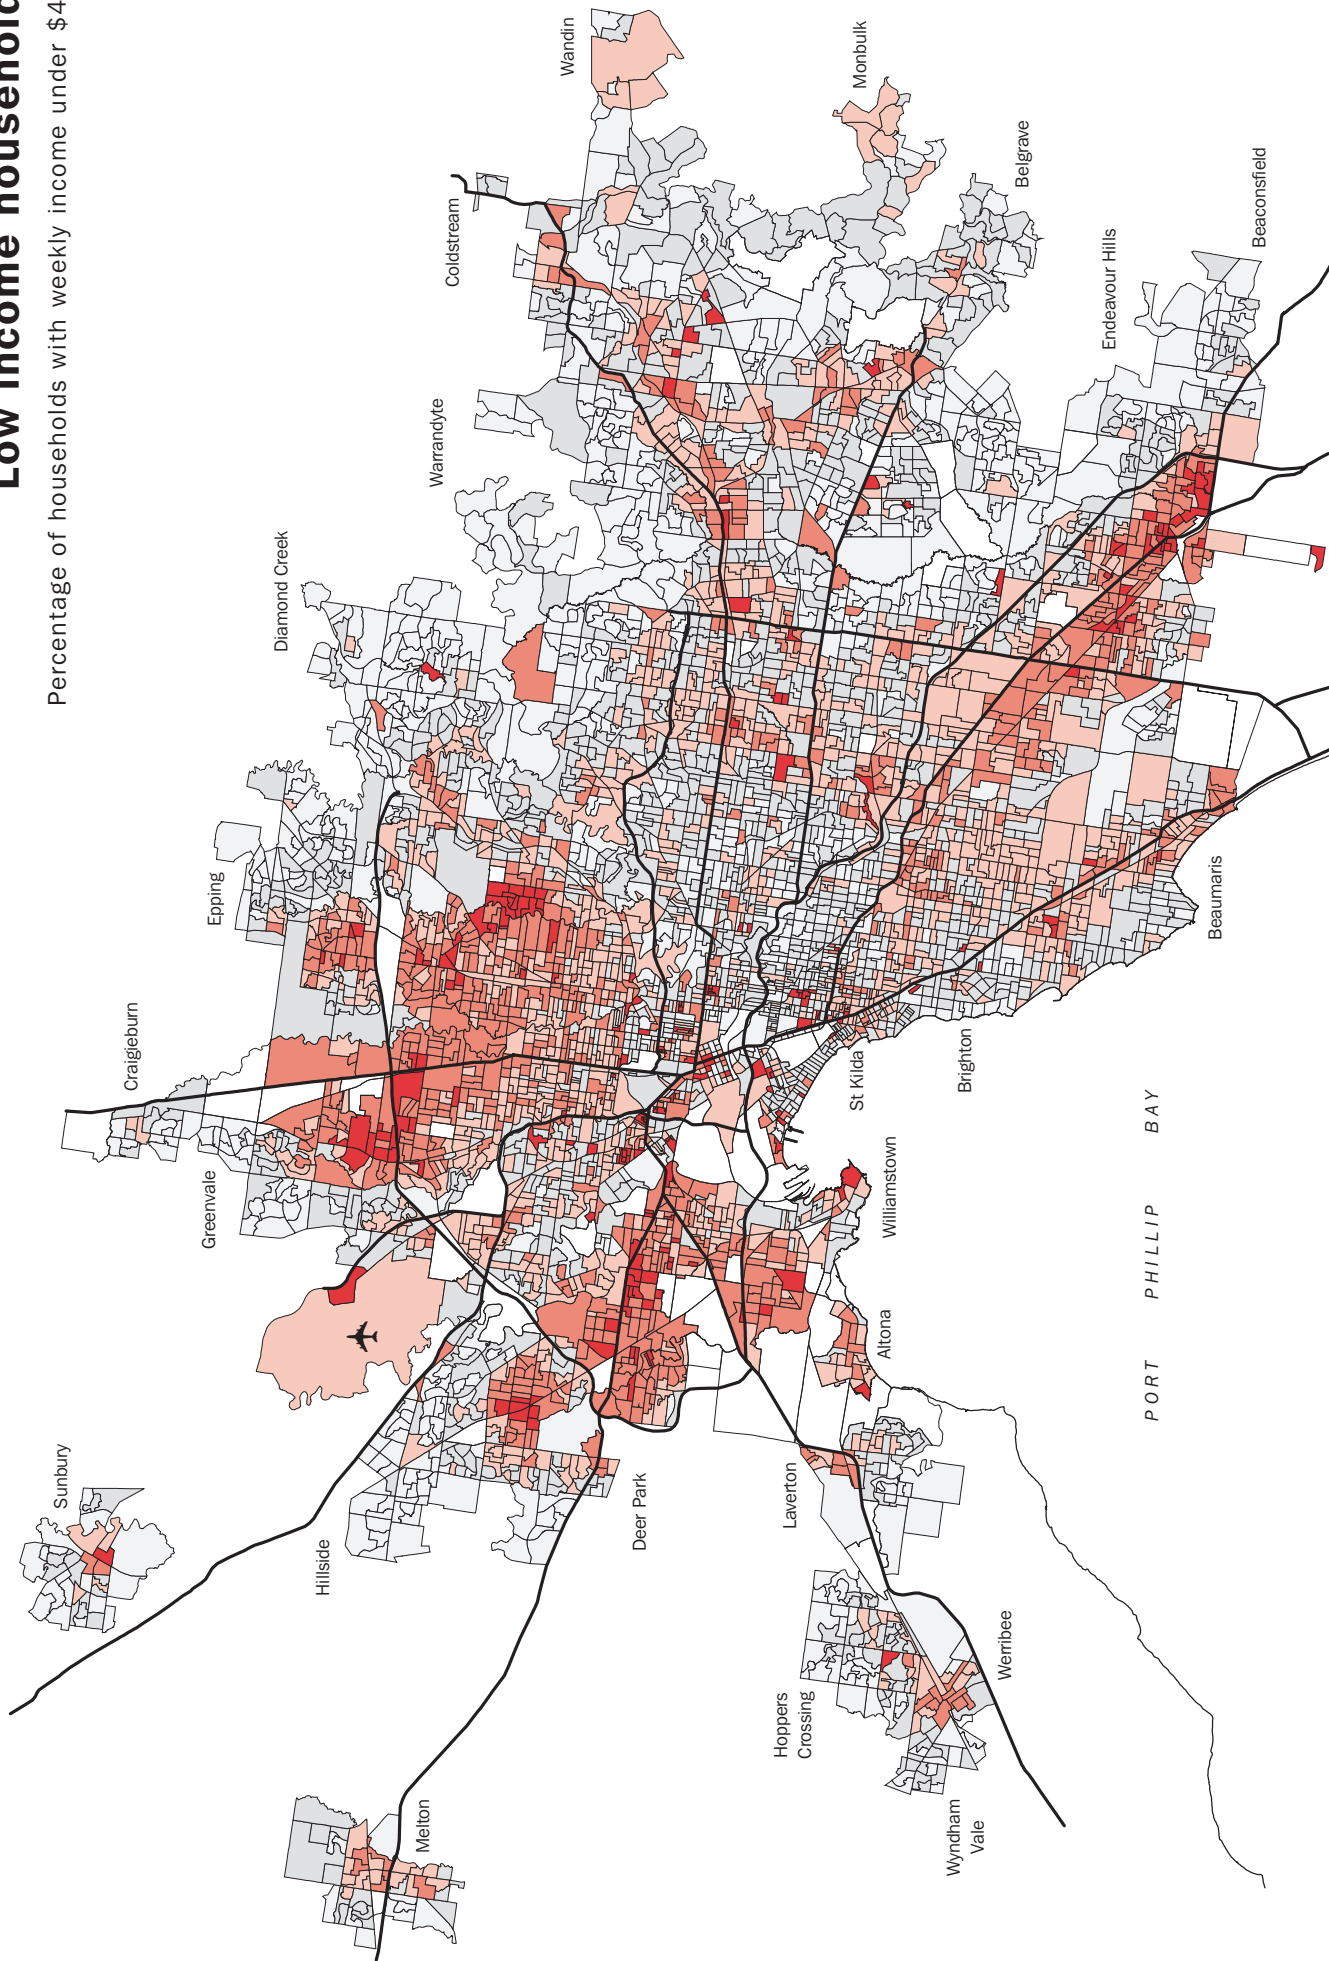 Low income household
Percentage of households with weekly income under $4
Sunbury
Craigieburn
Greenvale
Epping
Diamond Creek
Hillside
Melton
Warrandyte
Coldstream
Wandin
Deer Park
Hoppers
Crossing
Laverton
St Kilda
Monbulk
Altona
Williamstown
Wyndham
Vale
Brighton
Werribee
Belgrave
Endeavour Hills
PORT PHILLIP BAY
Beaumaris
Beaconsfield